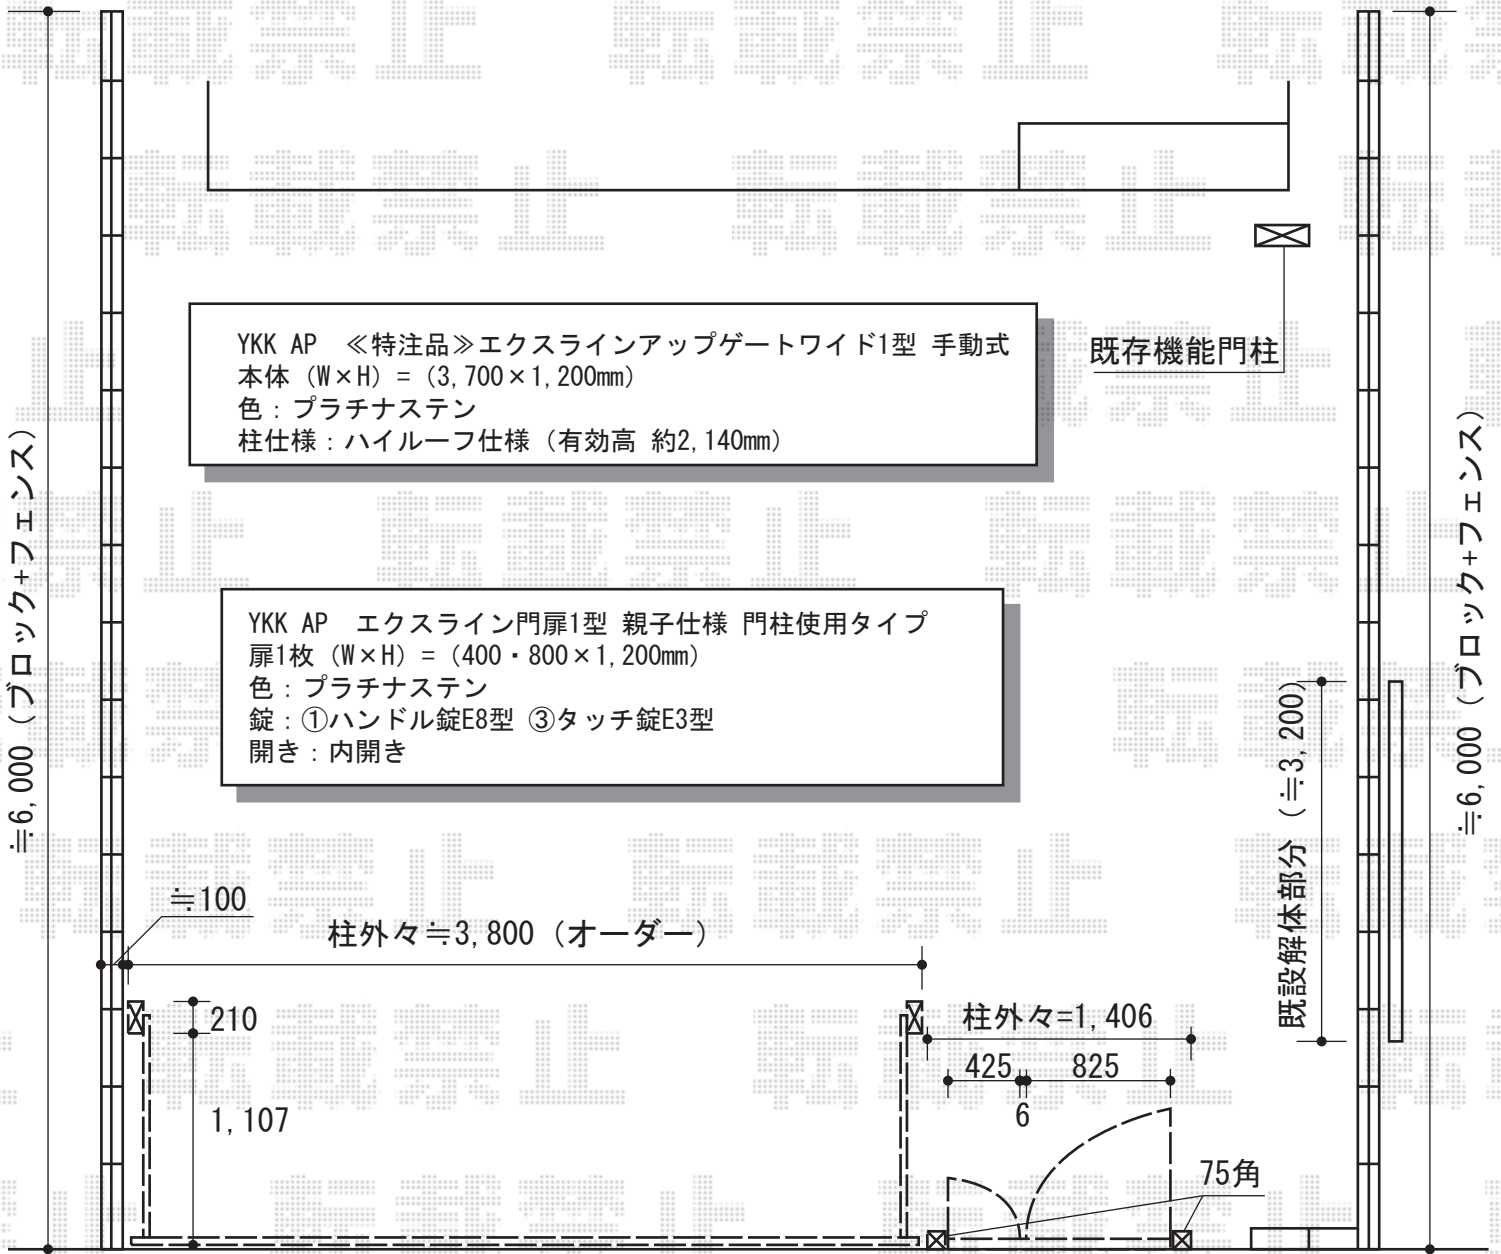 転載禁止
YKK AP ≪特注品≫エクスラインアップゲートワイド1型 手動式
本体（W×H）=（3,700×1,200mm）
色：プラチナステン
柱仕様：ハイルーフ仕様（有効高 約2,140mm）
既存機能門柱
YKK AP エクスライン門扉1型 親子仕様 門柱使用タイプ
扉1枚（W×H）=（400・800×1,200mm）
色：プラチナステン
錠：①ハンドル錠E8型 ③タッチ錠E3型
開き：内開き
≒6,000（ブロック+フェンス）
≒6,000（ブロック+フェンス）
既設解体部分（≒3,200）
≒100
柱外々≒3,800（オーダー）
210
1,107
柱外々=1,406
425
825
6
75角